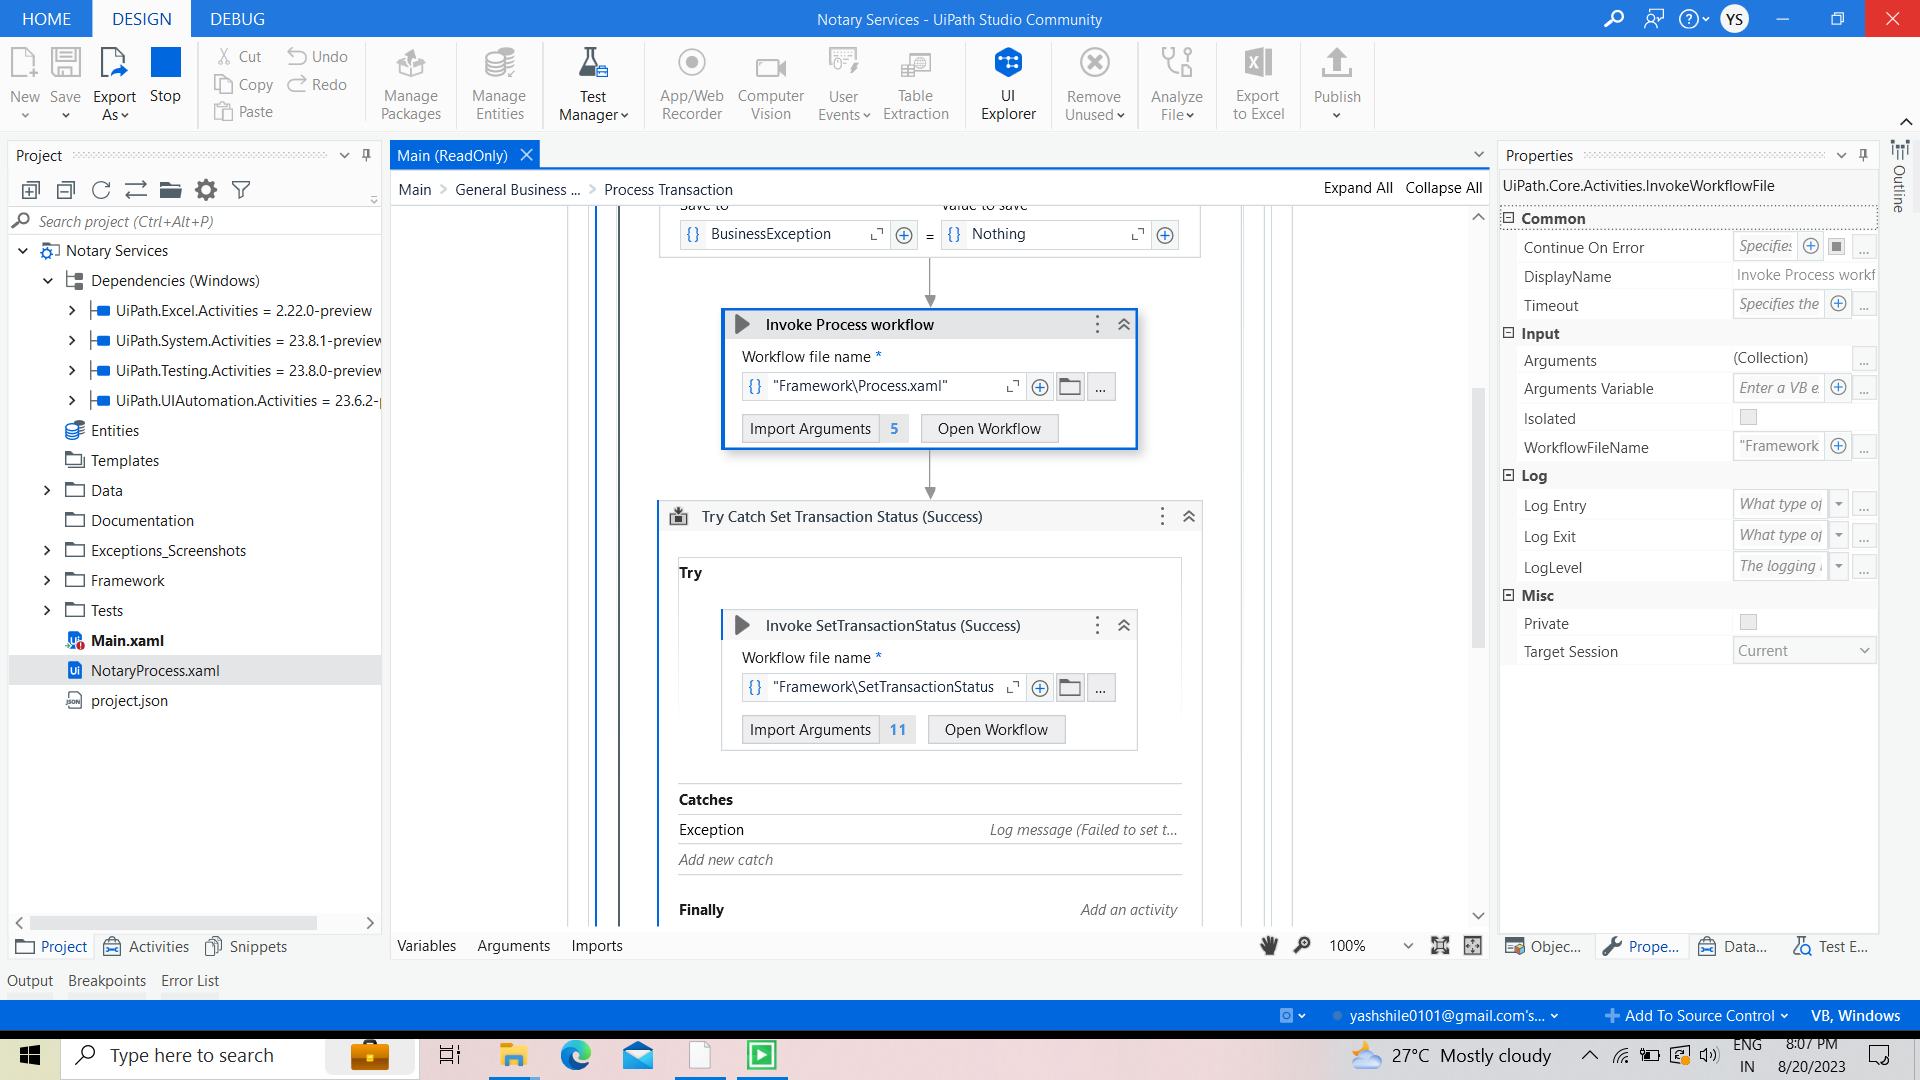 HOME DESIGN DEBUG Notary Services - UiPath Studio Community YS
New Save Export As Stop Cut Copy Paste Undo Redo
Manage Packages Manage Entities Test Manager App/Web Recorder Computer Vision User Events Table Extraction UI Explorer Remove Unused Analyze File Export to Excel Publish
Project
Search project (Ctrl+Alt+P)
Notary Services
Dependencies (Windows)
UiPath.Excel.Activities = 2.22.0-preview
UiPath.System.Activities = 23.8.1-preview
UiPath.Testing.Activities = 23.8.0-preview
UiPath.UIAutomation.Activities = 23.6.2-p
Entities
Templates
Data
Documentation
Exceptions_Screenshots
Framework
Tests
Main.xaml
NotaryProcess.xaml
project.json
Project Activities Snippets
Main (ReadOnly)
Main > General Business ... > Process Transaction Expand All Collapse All
Save to Value to save
BusinessException = Nothing
Invoke Process workflow
Workflow file name *
"Framework\Process.xaml" ...
Import Arguments 5 Open Workflow
Try Catch Set Transaction Status (Success)
Try
Invoke SetTransactionStatus (Success)
Workflow file name *
"Framework\SetTransactionStatus ...
Import Arguments 11 Open Workflow
Catches
Exception Log message (Failed to set t...
Add new catch
Finally Add an activity
Variables Arguments Imports 100%
Properties
UiPath.Core.Activities.InvokeWorkflowFile
Common
Continue On Error Specifies ...
DisplayName Invoke Process workf
Timeout Specifies the ...
Input
Arguments (Collection) ...
Arguments Variable Enter a VB e ...
Isolated
WorkflowFileName "Framework ...
Log
Log Entry What type of ...
Log Exit What type of ...
LogLevel The logging ...
Misc
Private
Target Session Current
Outline
Objec... Prope... Data... Test E...
Output Breakpoints Error List
yashshile0101@gmail.com's... Add To Source Control VB, Windows
Type here to search 27°C Mostly cloudy ENG IN 8:07 PM 8/20/2023